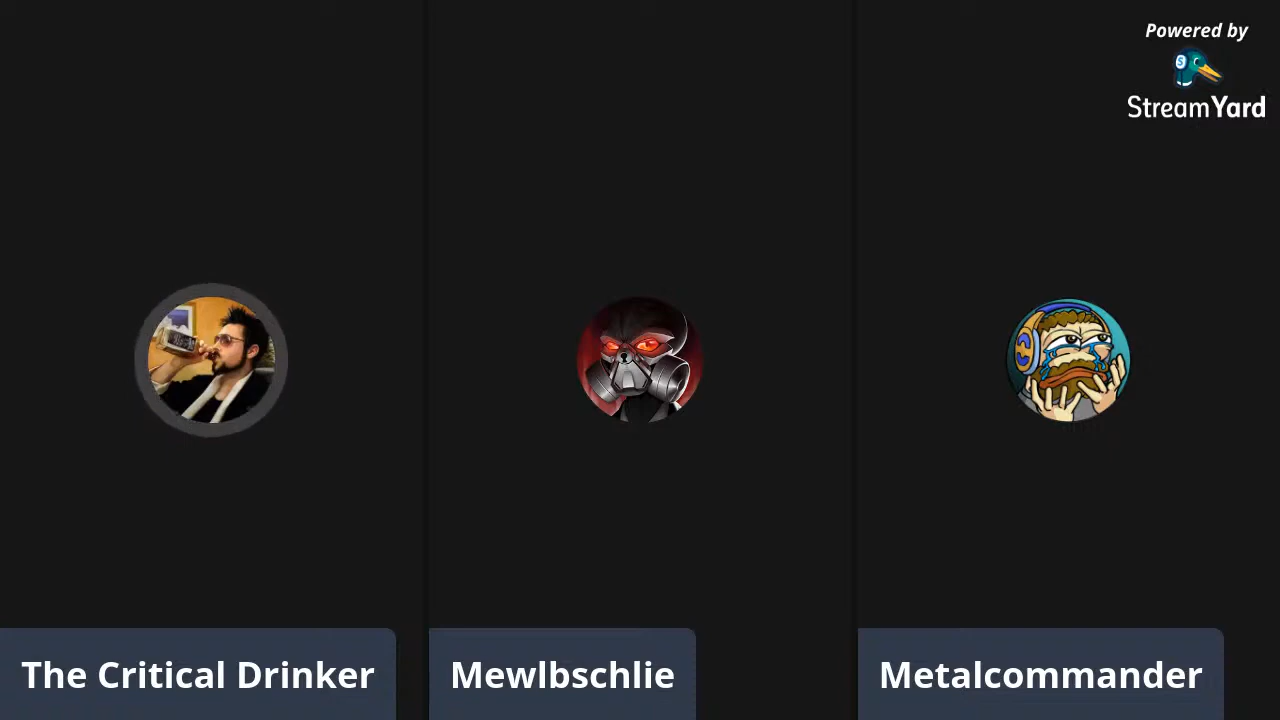 Powered by
StreamYard
The Critical Drinker
Mewlbschlie
Metalcommander